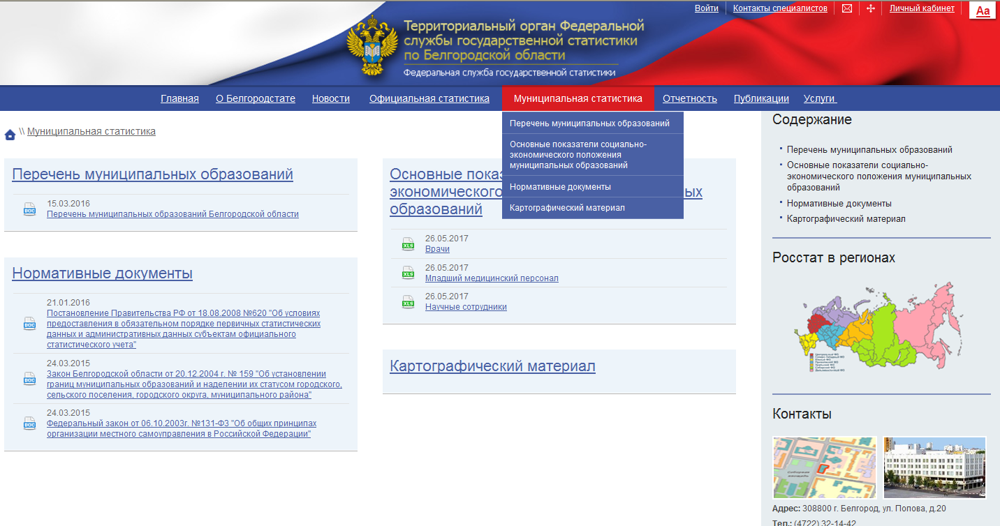 Войти
Контакты специалистов
Личный кабинет
Аа
Территориальный орган Федеральной
службы государственной статистики
по Белгородской области
Федеральная служба государственной статистики
Главная
О Белгородстате
Новости
Официальная статистика
Муниципальная статистика
Отчетность
Публикации
Услуги
Перечень муниципальных образований
Основные показатели социально-
экономического положения
муниципальных образований
Нормативные документы
Картографический материал
\\ Муниципальная статистика
Перечень муниципальных образований
15.03.2016
Перечень муниципальных образований Белгородской области
Нормативные документы
21.01.2016
Постановление Правительства РФ от 18.08.2008 №620 "Об условиях
предоставления в обязательном порядке первичных статистических
данных и административных данных субъектам официального
статистического учета"
24.03.2015
Закон Белгородской области от 20.12.2004 г. № 159 "Об установлении
границ муниципальных образований и наделении их статусом городского,
сельского поселения, городского округа, муниципального района"
24.03.2015
Федеральный закон от 06.10.2003г. №131-ФЗ "Об общих принципах
организации местного самоуправления в Российской Федерации"
Основные
экономического
образований
26.05.2017
Врачи
26.05.2017
Младший медицинский персонал
26.05.2017
Научные сотрудники
Картографический материал
Содержание
Перечень муниципальных образований
Основные показатели социально-
экономического положения муниципальных
образований
Нормативные документы
Картографический материал
Росстат в регионах
Контакты
Адрес: 308800 г. Белгород, ул. Попова, д.20
Тел.: (4722) 32-14-42